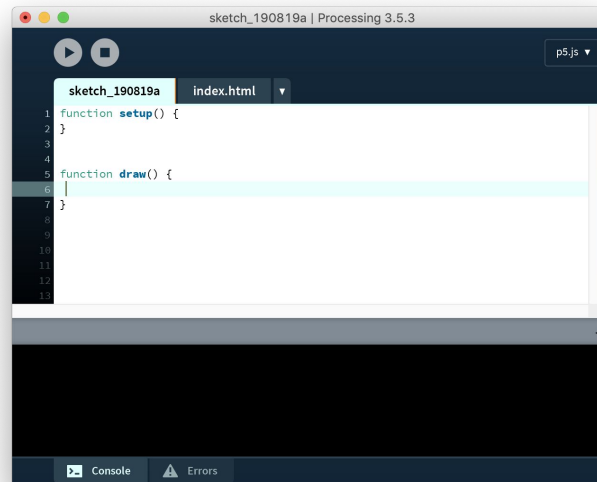 sketch_190819a | Processing 3.5.3
p5.js ▼
sketch_190819a index.html ▼
1 function setup() {
2 }
3
4
5 function draw() {
6
7 }
8
9
10
11
12
13
>_ Console Errors